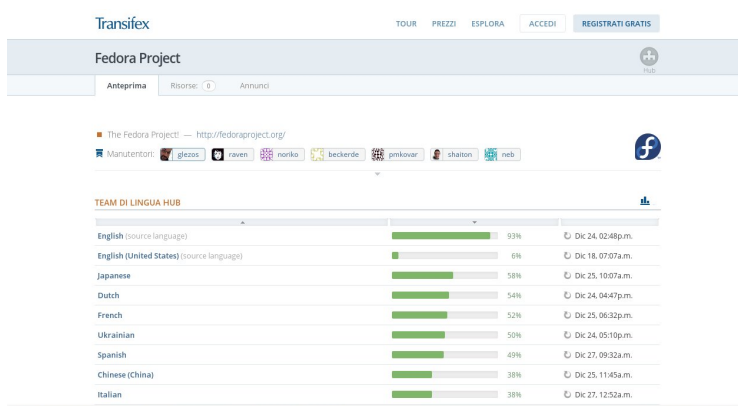 Transifex
TOUR PREZZI ESPLORA ACCEDI REGISTRATI GRATIS
Fedora Project
Hub
Anteprima Risorse: 0 Annunci
The Fedora Project! — http://fedoraproject.org/
Manutentori: glezos raven noriko beckerde pmkovar shaiton neb
TEAM DI LINGUA HUB
English (source language) 93% Dic 24, 02:48p.m.
English (United States) (source language) 6% Dic 18, 07:07a.m.
Japanese 58% Dic 25, 10:07a.m.
Dutch 54% Dic 24, 04:47p.m.
French 52% Dic 25, 06:32p.m.
Ukrainian 50% Dic 24, 05:10p.m.
Spanish 49% Dic 27, 09:32a.m.
Chinese (China) 38% Dic 25, 11:45a.m.
Italian 38% Dic 27, 12:52a.m.